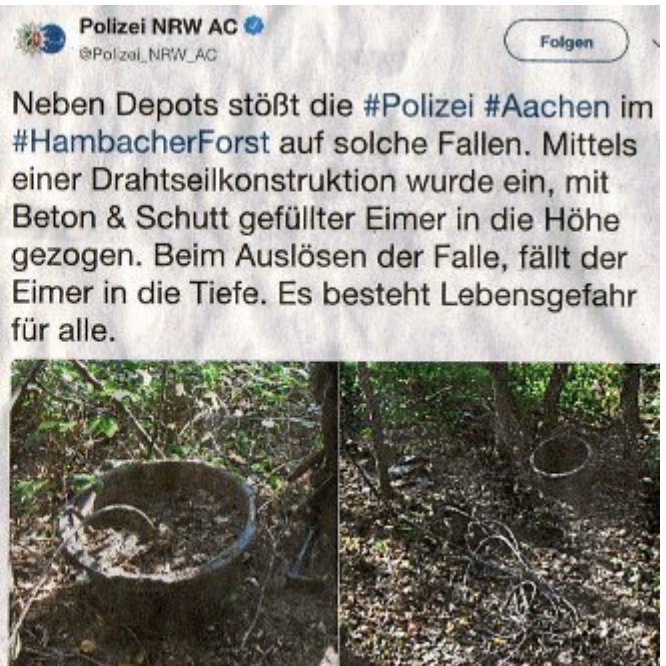 Polizei NRW AC
@Polizei_NRW_AC
Folgen
Neben Depots stößt die #Polizei #Aachen im
#HambacherForst auf solche Fallen. Mittels
einer Drahtseilkonstruktion wurde ein, mit
Beton & Schutt gefüllter Eimer in die Höhe
gezogen. Beim Auslösen der Falle, fällt der
Eimer in die Tiefe. Es besteht Lebensgefahr
für alle.